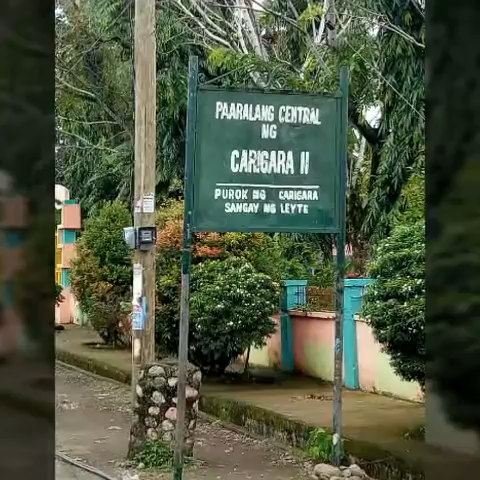 PAARALANG CENTRAL
NG
CARIGARA II
PUROK NG CARIGARA
SANGAY NG LEYTE